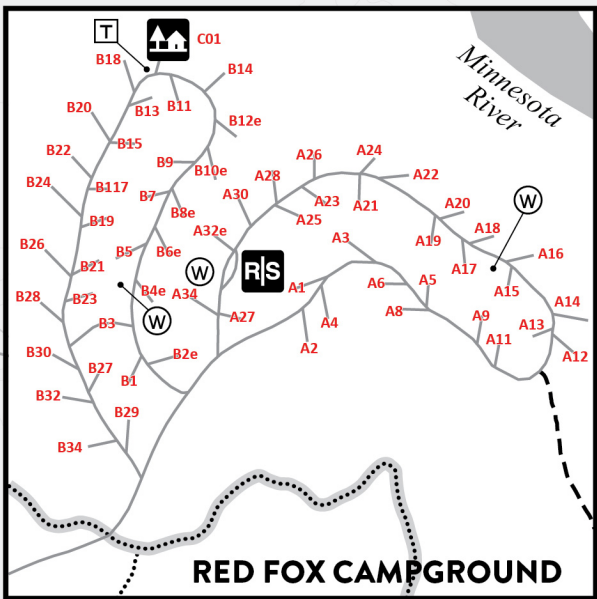 T
C01
B18
B14
B13
B11
B20
B12e
B15
Minnesota
River
B22
B9
B10e
A26
A24
A28
A22
B24
B117
B7
A30
A23
A21
A20
W
B8e
A25
B19
A32e
A3
A19
A18
B26
B5
B6e
A17
A16
B21
W
R|S
A1
A6
A5
A15
B28
B4e
A34
A14
B23
A27
A8
A9
A13
B3
W
A4
A11
A2
A12
B30
B2e
B27
B1
B32
B29
B34
RED FOX CAMPGROUND